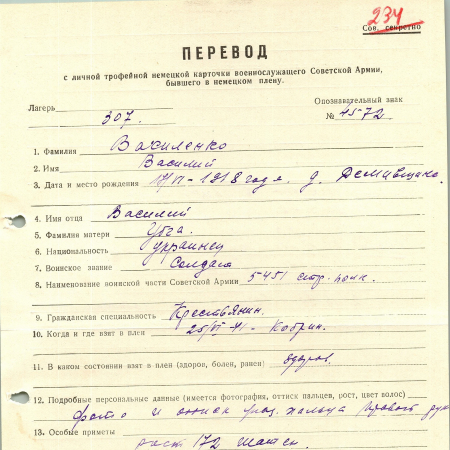 234
Сов. секретно
ПЕРЕВОД
с личной трофейной немецкой карточки военнослужащего Советской Армии,
бывшего в немецком плену.
Лагерь 307.
Опознавательный знак
№ 4572
1. Фамилия Вахиленко
2. Имя Василий
3. Дата и место рождения 1918 года. д. Демивщино.
4. Имя отца Василий
5. Фамилия матери
6. Национальность украинец
7. Воинское звание Солдат
8. Наименование воинской части Советской Армии 5451 стр. полк.
9. Гражданская специальность Крестьянин.
10. Когда и где взят в плен 25/VI-41 - Кобрин.
11. В каком состоянии взят в плен (здоров, болен, ранен) здоров.
12. Подробные персональные данные (имеется фотография, оттиск пальцев, рост, цвет волос)
Фото и оттиск указ. пальца правой рук
13. Особые приметы рост 172 шатен.